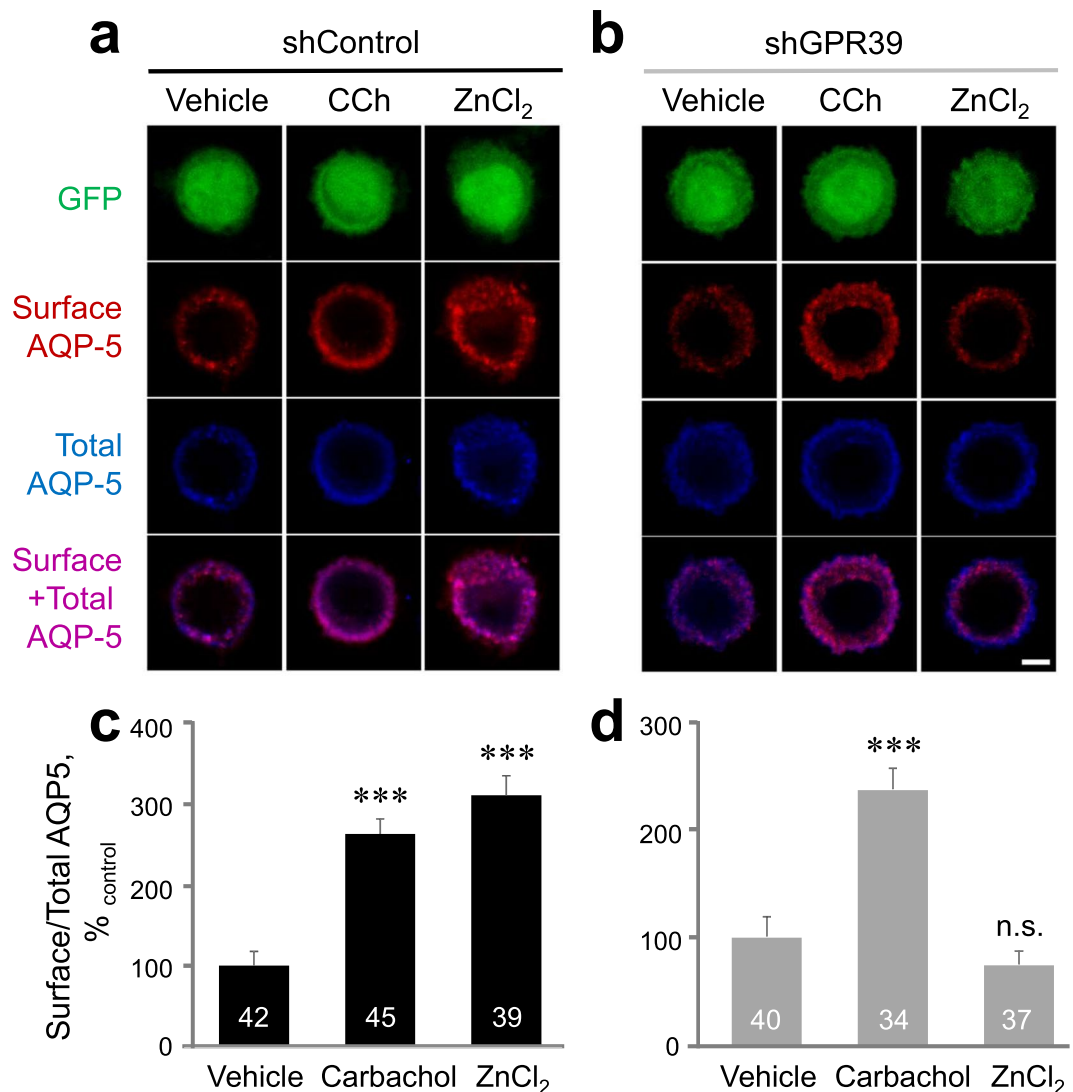 a
shControl
Vehicle CCh ZnCl₂
b
shGPR39
Vehicle CCh ZnCl₂
GFP
Surface
AQP-5
Total
AQP-5
Surface
+Total
AQP-5
c
Surface/Total AQP5,
% control
400
300
200
100
0
***
***
42 45 39
Vehicle Carbachol ZnCl₂
d
300
200
100
0
***
n.s.
40 34 37
Vehicle Carbachol ZnCl₂